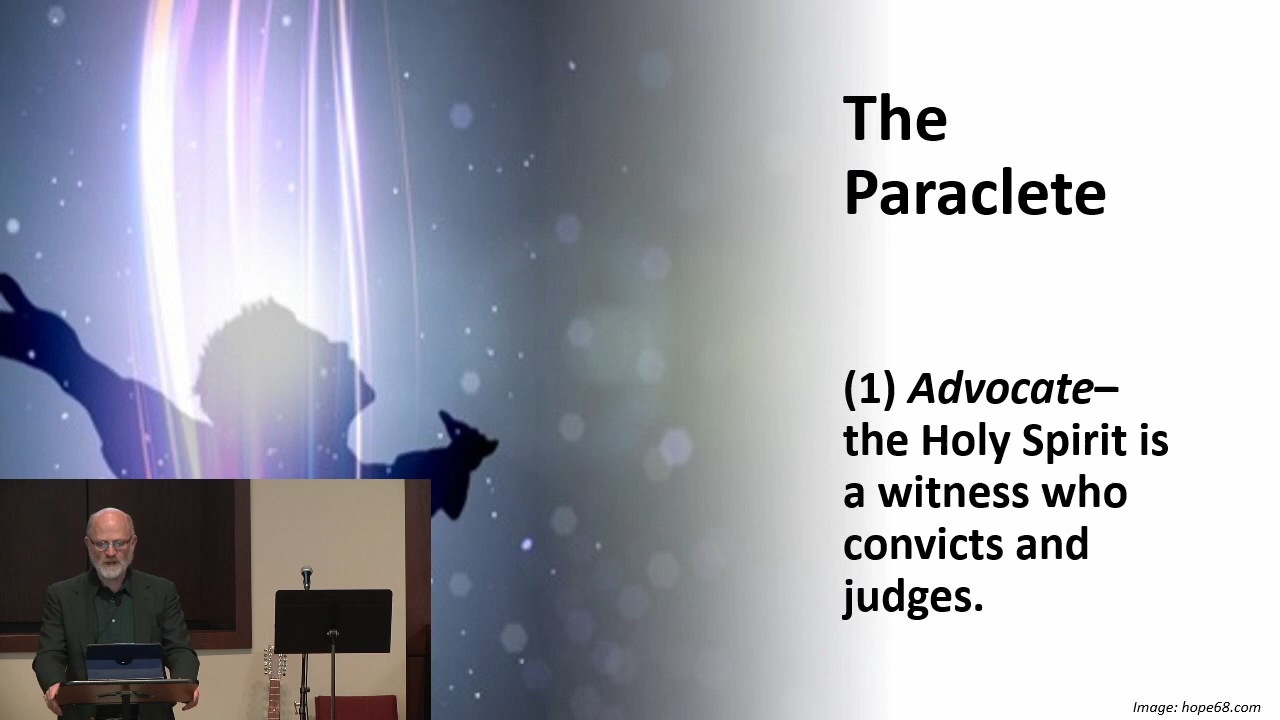 The
Paraclete
(1) Advocate–
the Holy Spirit is
a witness who
convicts and
judges.
Image: hope68.com